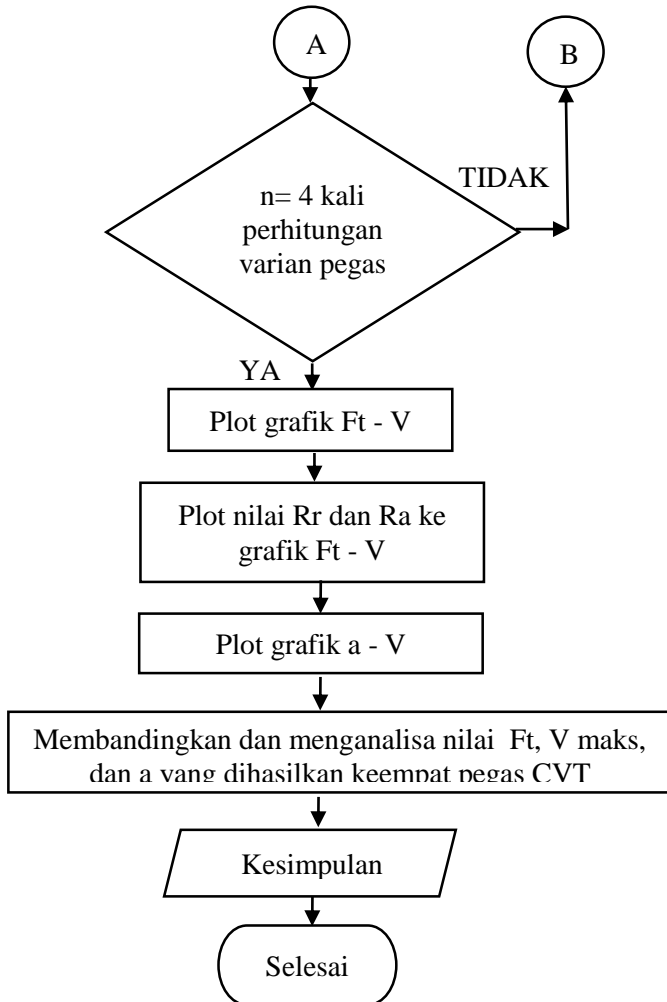 A
B
TIDAK
n= 4 kali
perhitungan
varian pegas
YA
Plot grafik Ft - V
Plot nilai Rr dan Ra ke
grafik Ft - V
Plot grafik a - V
Membandingkan dan menganalisa nilai Ft, V maks,
dan a yang dihasilkan keempat pegas CVT
Kesimpulan
Selesai